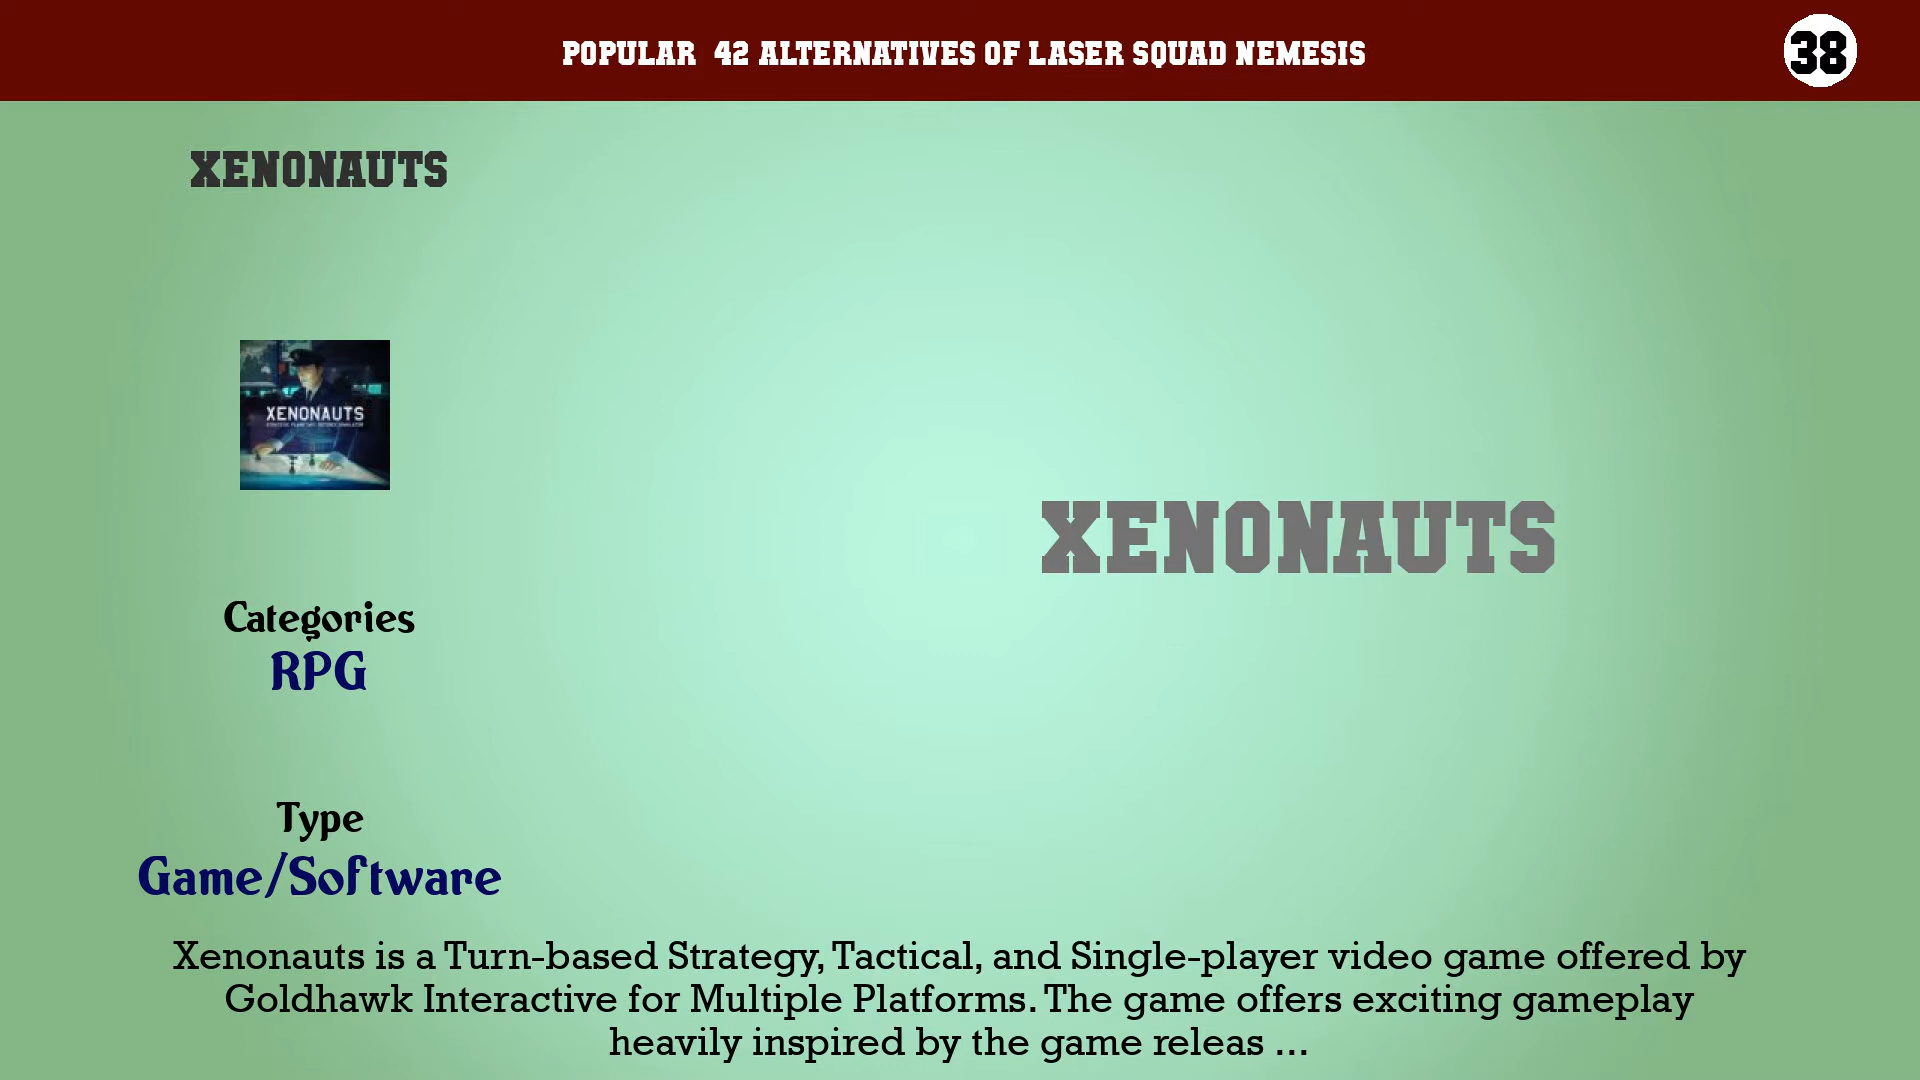 POPULAR  42 ALTERNATIVES OF LASER SQUAD NEMESIS
38
XENONAUTS
XENONAUTS
XENONAUTS
Categories
RPG
Type
Game/Software
Xenonauts is a Turn-based Strategy, Tactical, and Single-player video game offered by
Goldhawk Interactive for Multiple Platforms. The game offers exciting gameplay
heavily inspired by the game releas ...